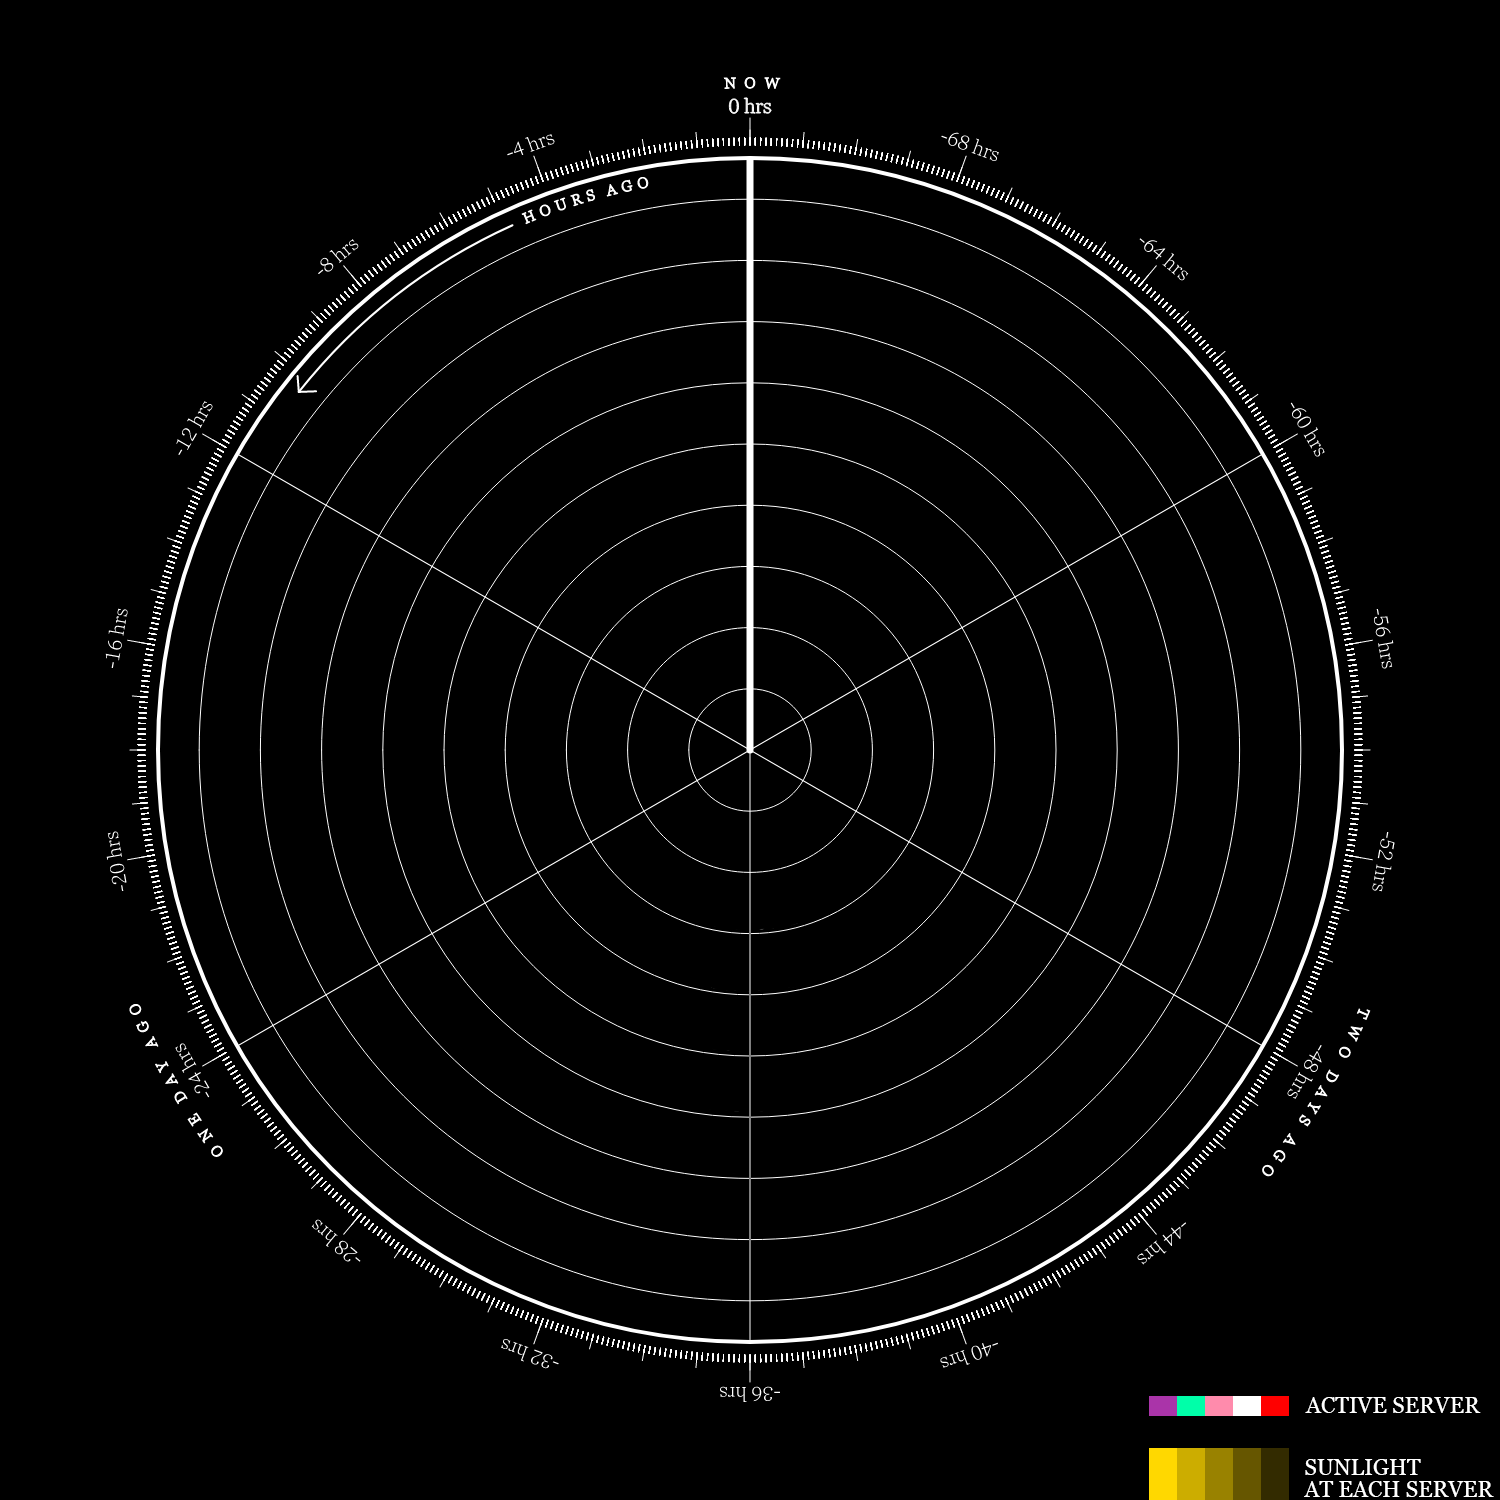 NOW
0 hrs
-4 hrs
HOURS AGO
-8 hrs
-12 hrs
-16 hrs
-20 hrs
-24 hrs
ONE DAY AGO
-28 hrs
-32 hrs
-36 hrs
-40 hrs
-44 hrs
-48 hrs
TWO DAYS AGO
-52 hrs
-56 hrs
-60 hrs
-64 hrs
-68 hrs
ACTIVE SERVER
SUNLIGHT
AT EACH SERVER